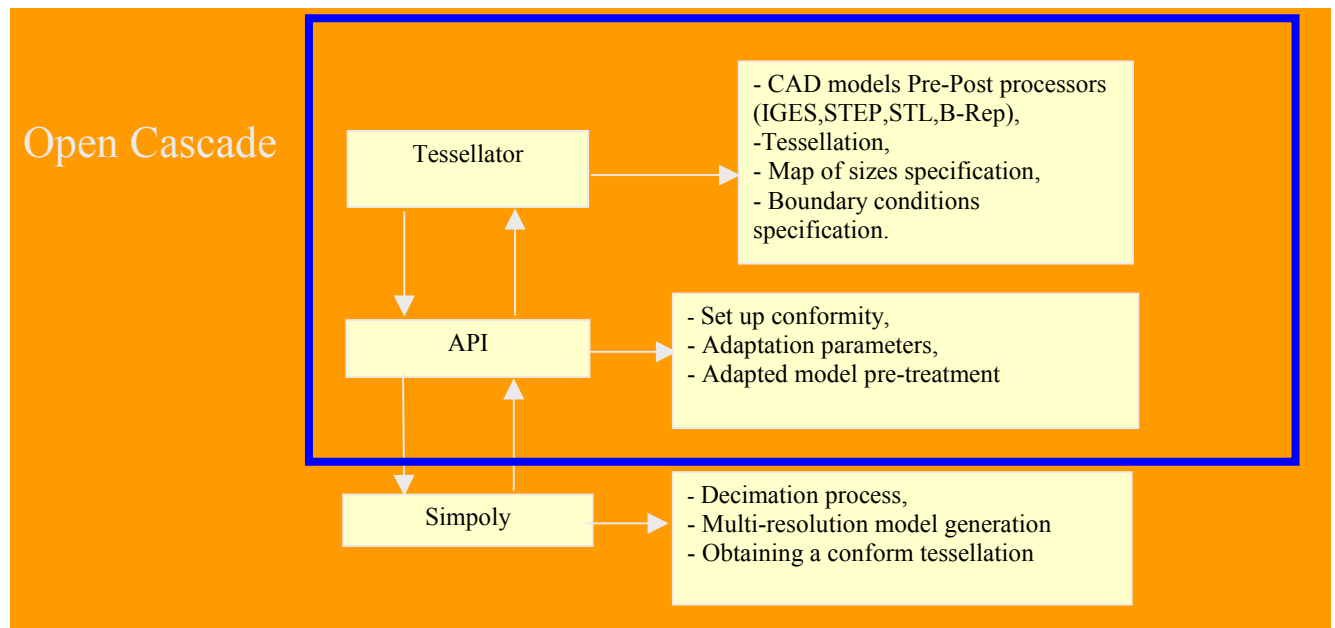 Open Cascade
Tessellator
- CAD models Pre-Post processors
(IGES,STEP,STL,B-Rep),
-Tessellation,
- Map of sizes specification,
- Boundary conditions
specification.
API
- Set up conformity,
- Adaptation parameters,
- Adapted model pre-treatment
Simpoly
- Decimation process,
- Multi-resolution model generation
- Obtaining a conform tessellation